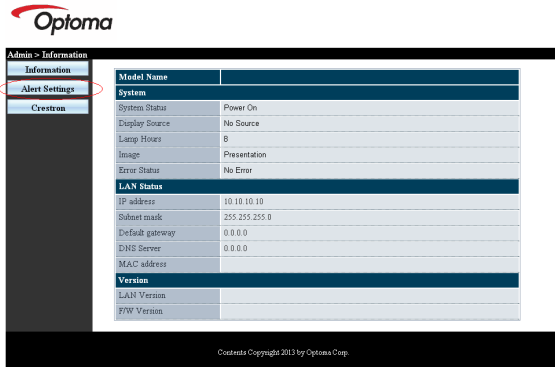 Optoma
Admin > Information
Information
Alert Settings
Crestron
Model Name
System
System Status Power On
Display Source No Source
Lamp Hours B
Image Presentation
Error Status No Error
LAN Status
IP address 10.10.10.10
Subnet mask 255.255.255.0
Default gateway 0.0.0.0
DNS Server 0.0.0.0
MAC address
Version
LAN Version
F/W Version
Contents Copyright 2013 by Optoma Corp.